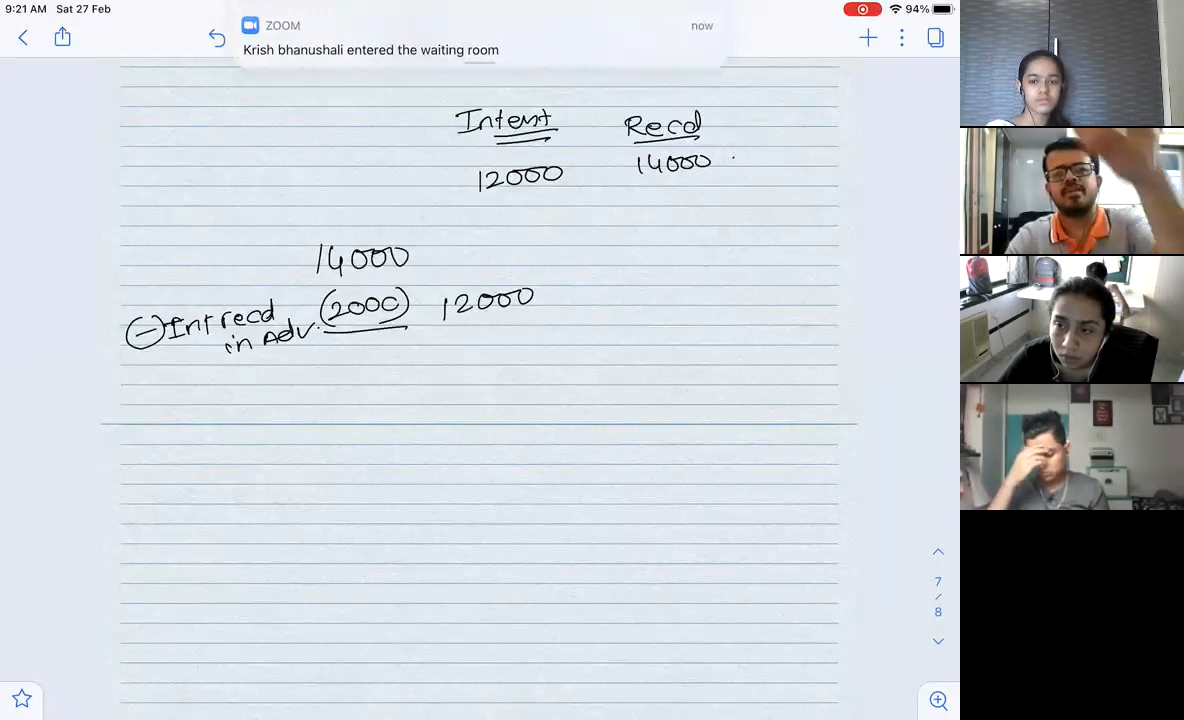 9:21 AM Sat 27 Feb
94%
ZOOM
now
Krish bhanushali entered the waiting room
Interest Recd
12000 14000
14000
Int recd in Adv. (2000) 12000
7
/
8